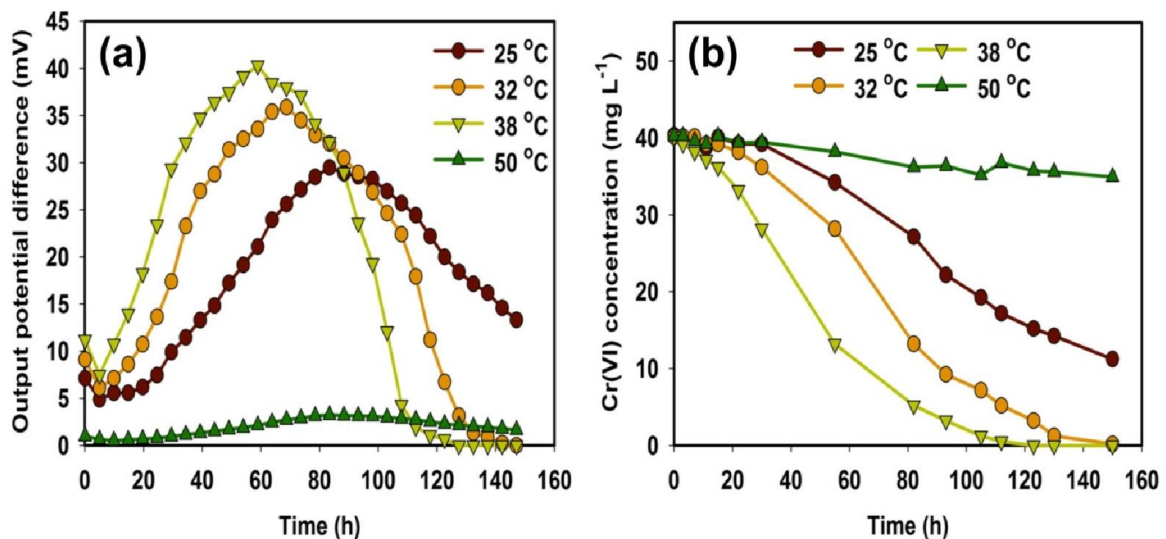 (a)
Output potential difference (mV)
45
40
35
30
25
20
15
10
5
0
25 °C
32 °C
38 °C
50 °C
0 20 40 60 80 100 120 140 160
Time (h)
(b)
Cr(VI) concentration (mg L⁻¹)
50
40
30
20
10
0
25 °C 38 °C
32 °C 50 °C
0 20 40 60 80 100 120 140 160
Time (h)